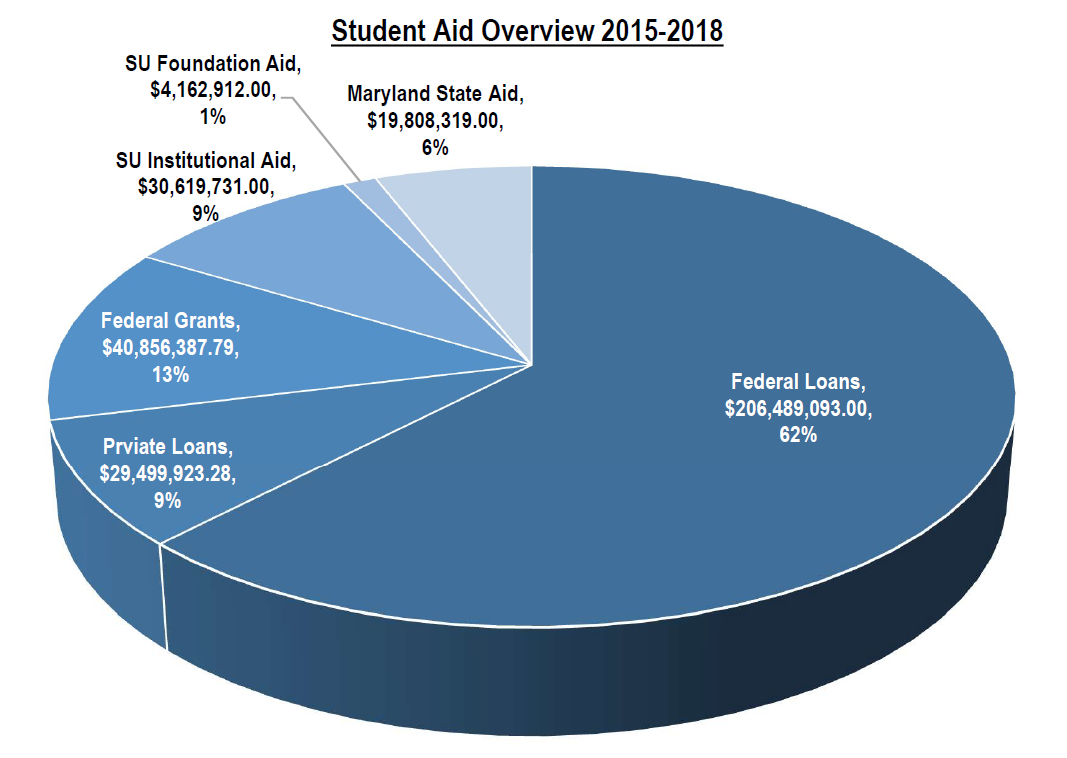 Student Aid Overview 2015-2018
SU Foundation Aid,
$4,162,912.00,
1%
Maryland State Aid,
$19,808,319.00,
6%
SU Institutional Aid,
$30,619,731.00,
9%
Federal Grants,
$40,856,387.79,
13%
Prviate Loans,
$29,499,923.28,
9%
Federal Loans,
$206,489,093.00,
62%